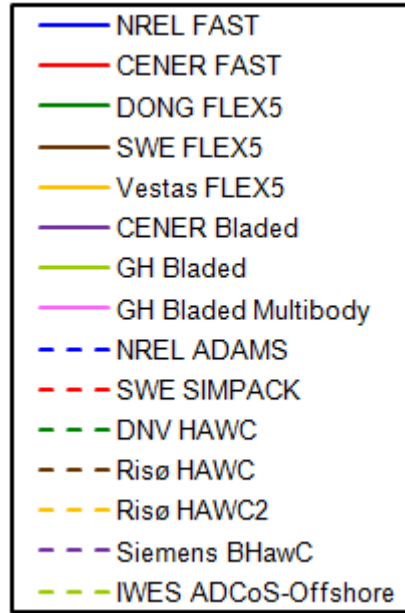 NREL FAST
CENER FAST
DONG FLEX5
SWE FLEX5
Vestas FLEX5
CENER Bladed
GH Bladed
GH Bladed Multibody
NREL ADAMS
SWE SIMPACK
DNV HAWC
Risø HAWC
Risø HAWC2
Siemens BHawC
IWES ADCoS-Offshore